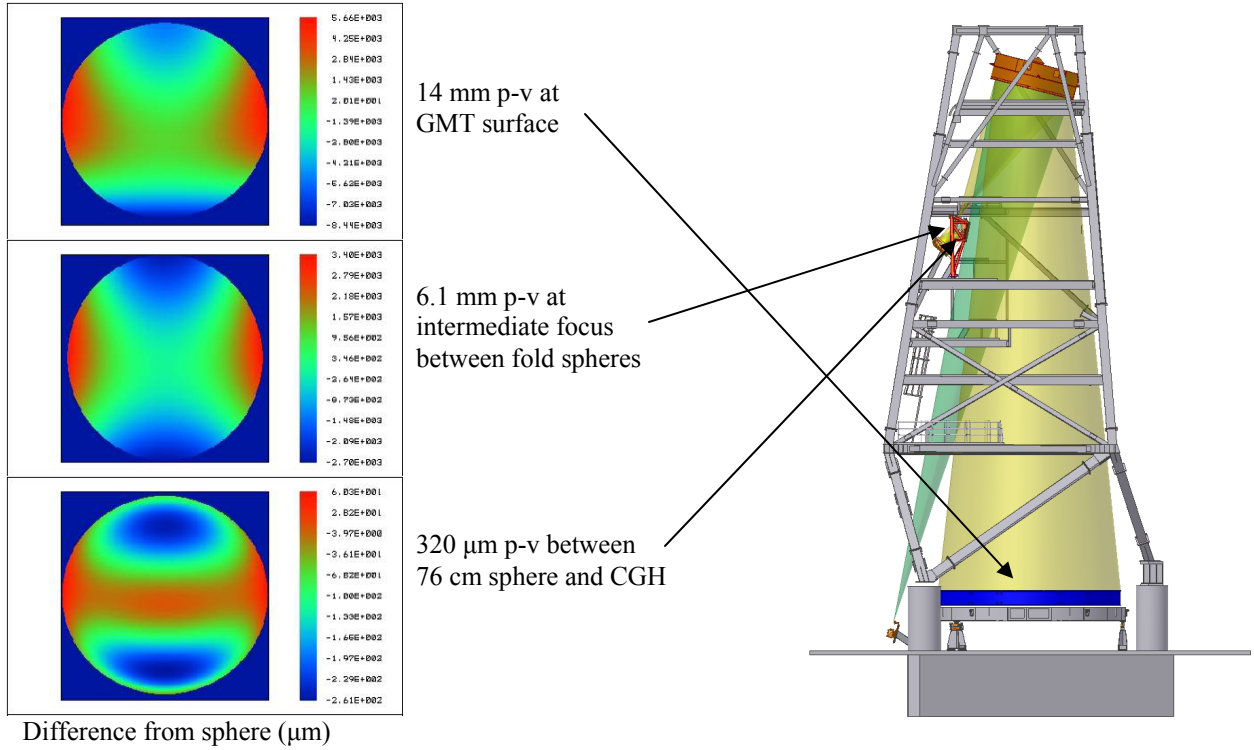 5.66E+003
4.25E+003
2.84E+003
1.43E+003
2.01E+001
-1.39E+003
-2.80E+003
-4.21E+003
-5.62E+003
-7.03E+003
-8.44E+003
14 mm p-v at
GMT surface
3.40E+003
2.79E+003
2.18E+003
1.57E+003
9.56E+002
3.46E+002
-2.64E+002
-8.73E+002
-1.48E+003
-2.09E+003
-2.70E+003
6.1 mm p-v at
intermediate focus
between fold spheres
6.03E+001
2.82E+001
-3.97E+000
-3.61E+001
-6.82E+001
-1.00E+002
-1.33E+002
-1.65E+002
-1.97E+002
-2.29E+002
-2.61E+002
320 μm p-v between
76 cm sphere and CGH
Difference from sphere (μm)